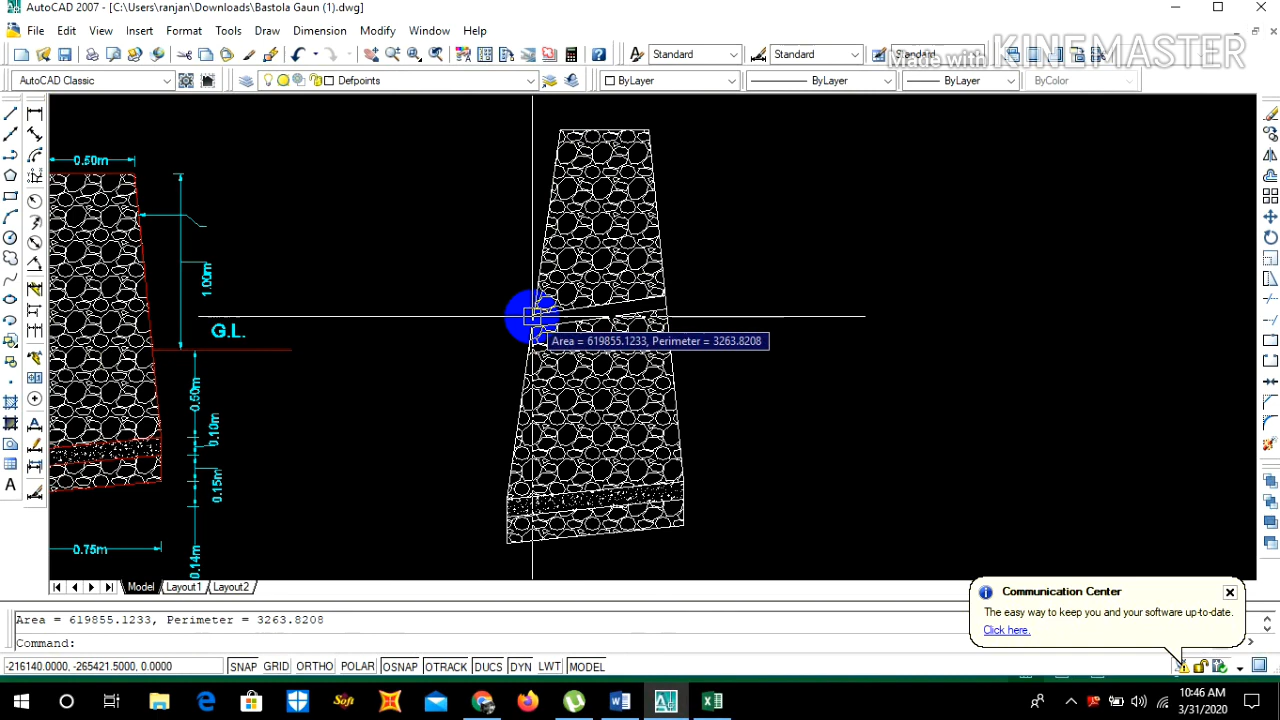 AutoCAD 2007 - [C:\Users\ranjan\Downloads\Bastola Gaun (1).dwg]
File Edit View Insert Format Tools Draw Dimension Modify Window Help
Standard Standard Standard
Made with KINEMASTER
AutoCAD Classic Defpoints ByLayer ByLayer ByLayer ByColor
0.50m
1.00m
G.L.
Area = 619855.1233, Perimeter = 3263.8208
0.50m
0.10m
0.15m
0.75m
0.14m
Model Layout1 Layout2
Communication Center
The easy way to keep you and your software up-to-date.
Click here.
Area = 619855.1233, Perimeter = 3263.8208
Command:
-216140.0000, -265421.5000, 0.0000 SNAP GRID ORTHO POLAR OSNAP OTRACK DUCS DYN LWT MODEL
Soft
10:46 AM
3/31/2020